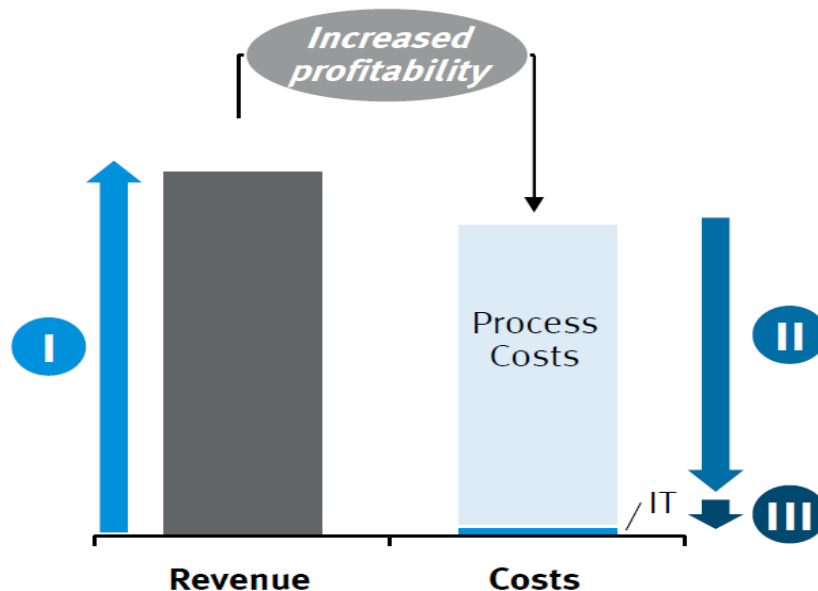 Increased
profitability
I
Process
Costs
II
IT
III
Revenue
Costs